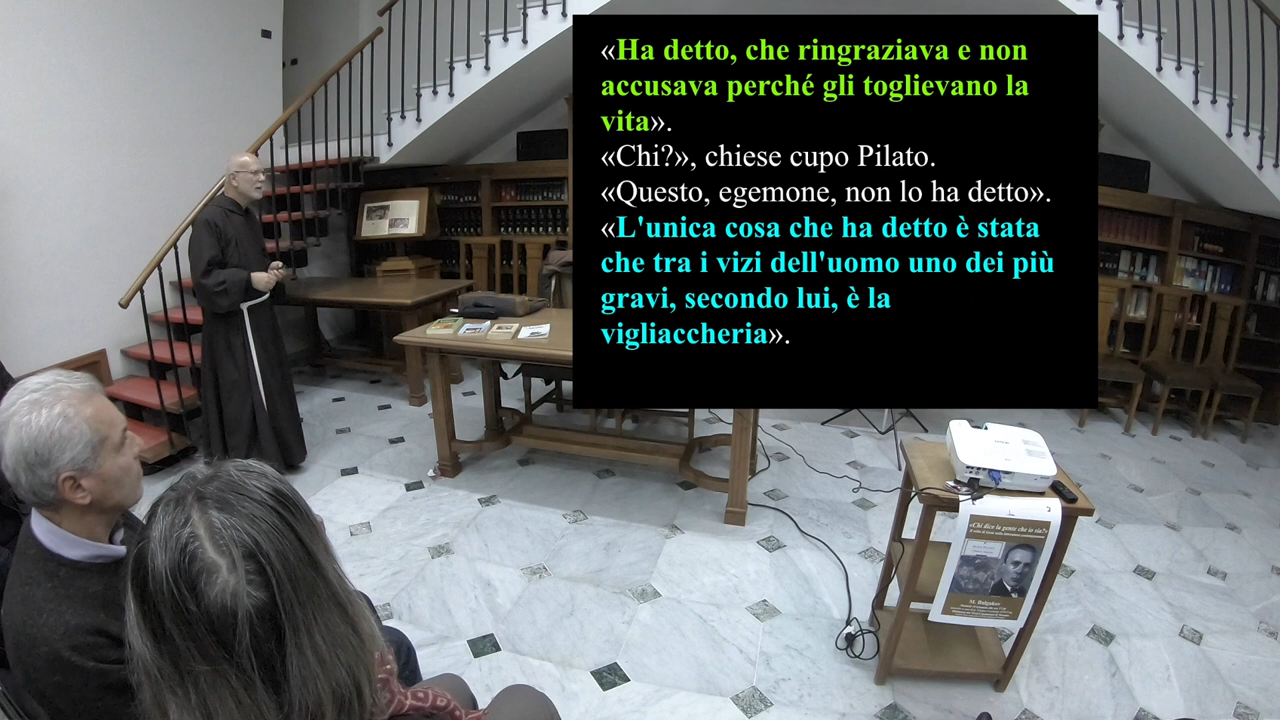 «Ha detto, che ringraziava e non
accusava perché gli toglievano la
vita».
«Chi?», chiese cupo Pilato.
«Questo, egemone, non lo ha detto».
«L'unica cosa che ha detto è stata
che tra i vizi dell'uomo uno dei più
gravi, secondo lui, è la
vigliaccheria».
«Chi dice la gente che io sia?»
M. Bulgakov